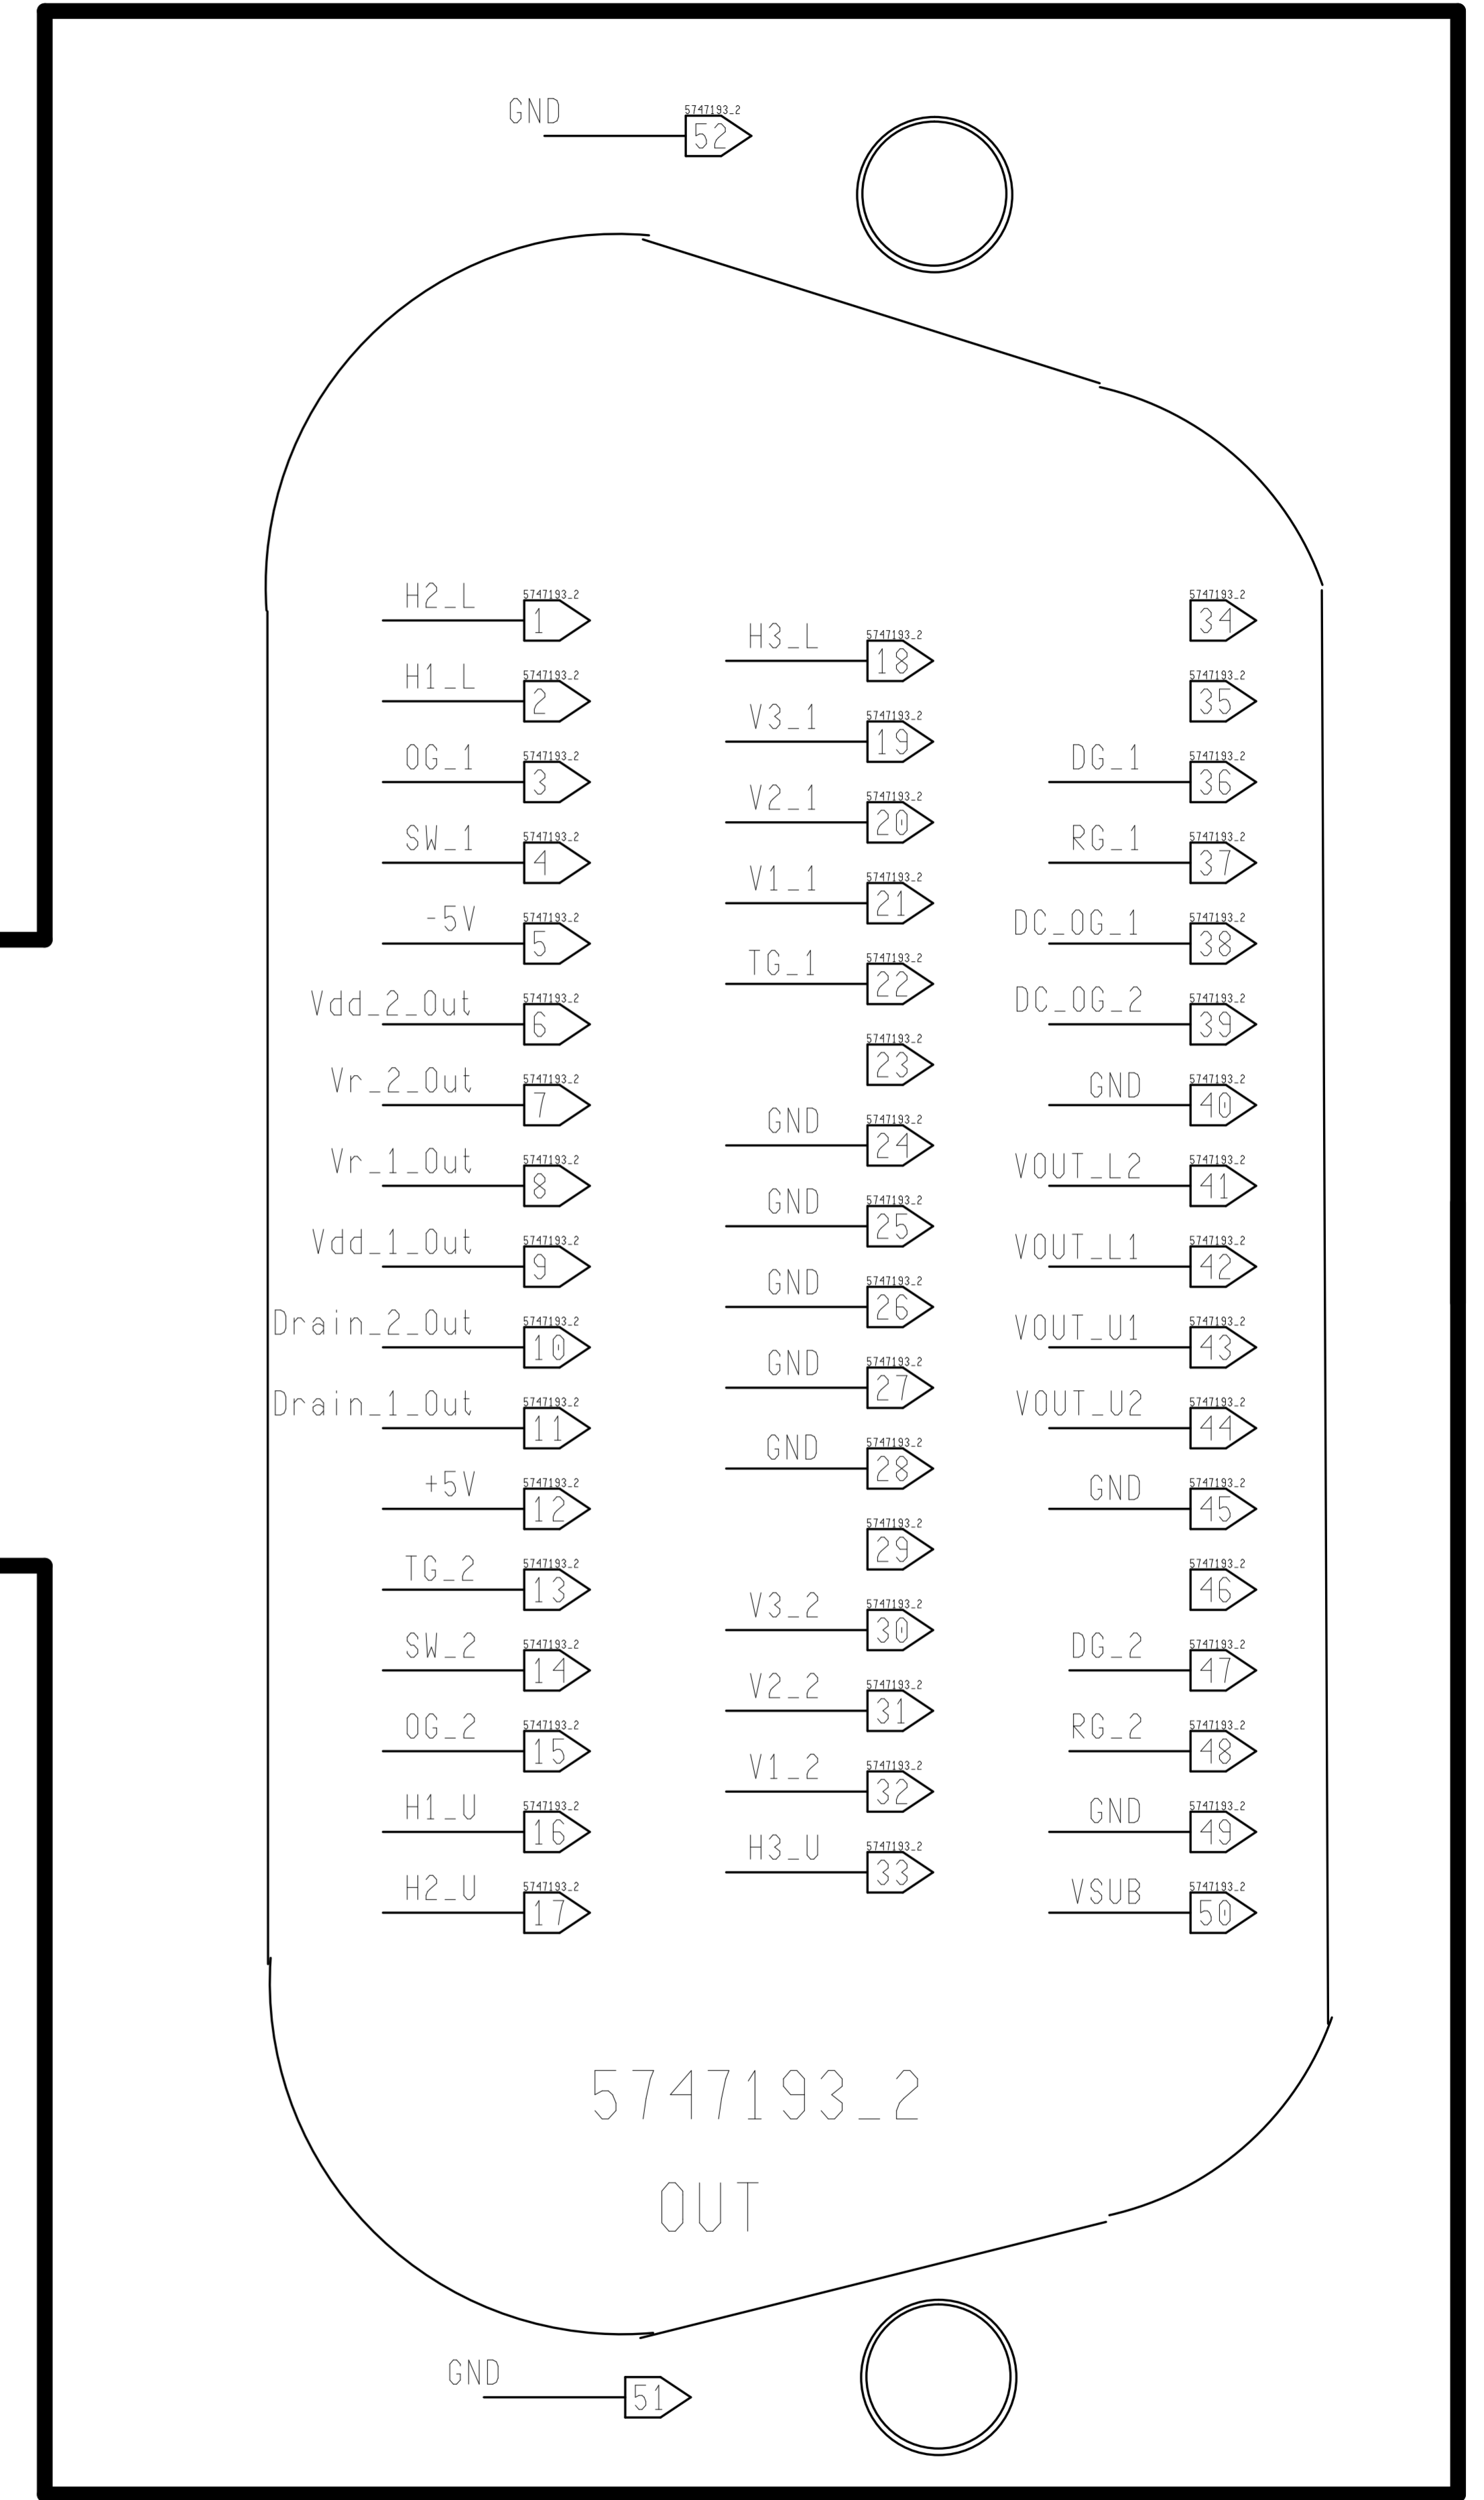 GND 5747193_2 52
H2_L 5747193_2 1
H1_L 5747193_2 2
OG_1 5747193_2 3
SW_1 5747193_2 4
-5V 5747193_2 5
Vdd_2_Out 5747193_2 6
Vr_2_Out 5747193_2 7
Vr_1_Out 5747193_2 8
Vdd_1_Out 5747193_2 9
Drain_2_Out 5747193_2 10
Drain_1_Out 5747193_2 11
+5V 5747193_2 12
TG_2 5747193_2 13
SW_2 5747193_2 14
OG_2 5747193_2 15
H1_U 5747193_2 16
H2_U 5747193_2 17
H3_L 5747193_2 18
V3_1 5747193_2 19
V2_1 5747193_2 20
V1_1 5747193_2 21
TG_1 5747193_2 22
5747193_2 23
GND 5747193_2 24
GND 5747193_2 25
GND 5747193_2 26
GND 5747193_2 27
GND 5747193_2 28
5747193_2 29
V3_2 5747193_2 30
V2_2 5747193_2 31
V1_2 5747193_2 32
H3_U 5747193_2 33
5747193_2 34
5747193_2 35
DG_1 5747193_2 36
RG_1 5747193_2 37
DC_OG_1 5747193_2 38
DC_OG_2 5747193_2 39
GND 5747193_2 40
VOUT_L2 5747193_2 41
VOUT_L1 5747193_2 42
VOUT_U1 5747193_2 43
VOUT_U2 5747193_2 44
GND 5747193_2 45
5747193_2 46
DG_2 5747193_2 47
RG_2 5747193_2 48
GND 5747193_2 49
VSUB 5747193_2 50
5747193_2
OUT
GND 51